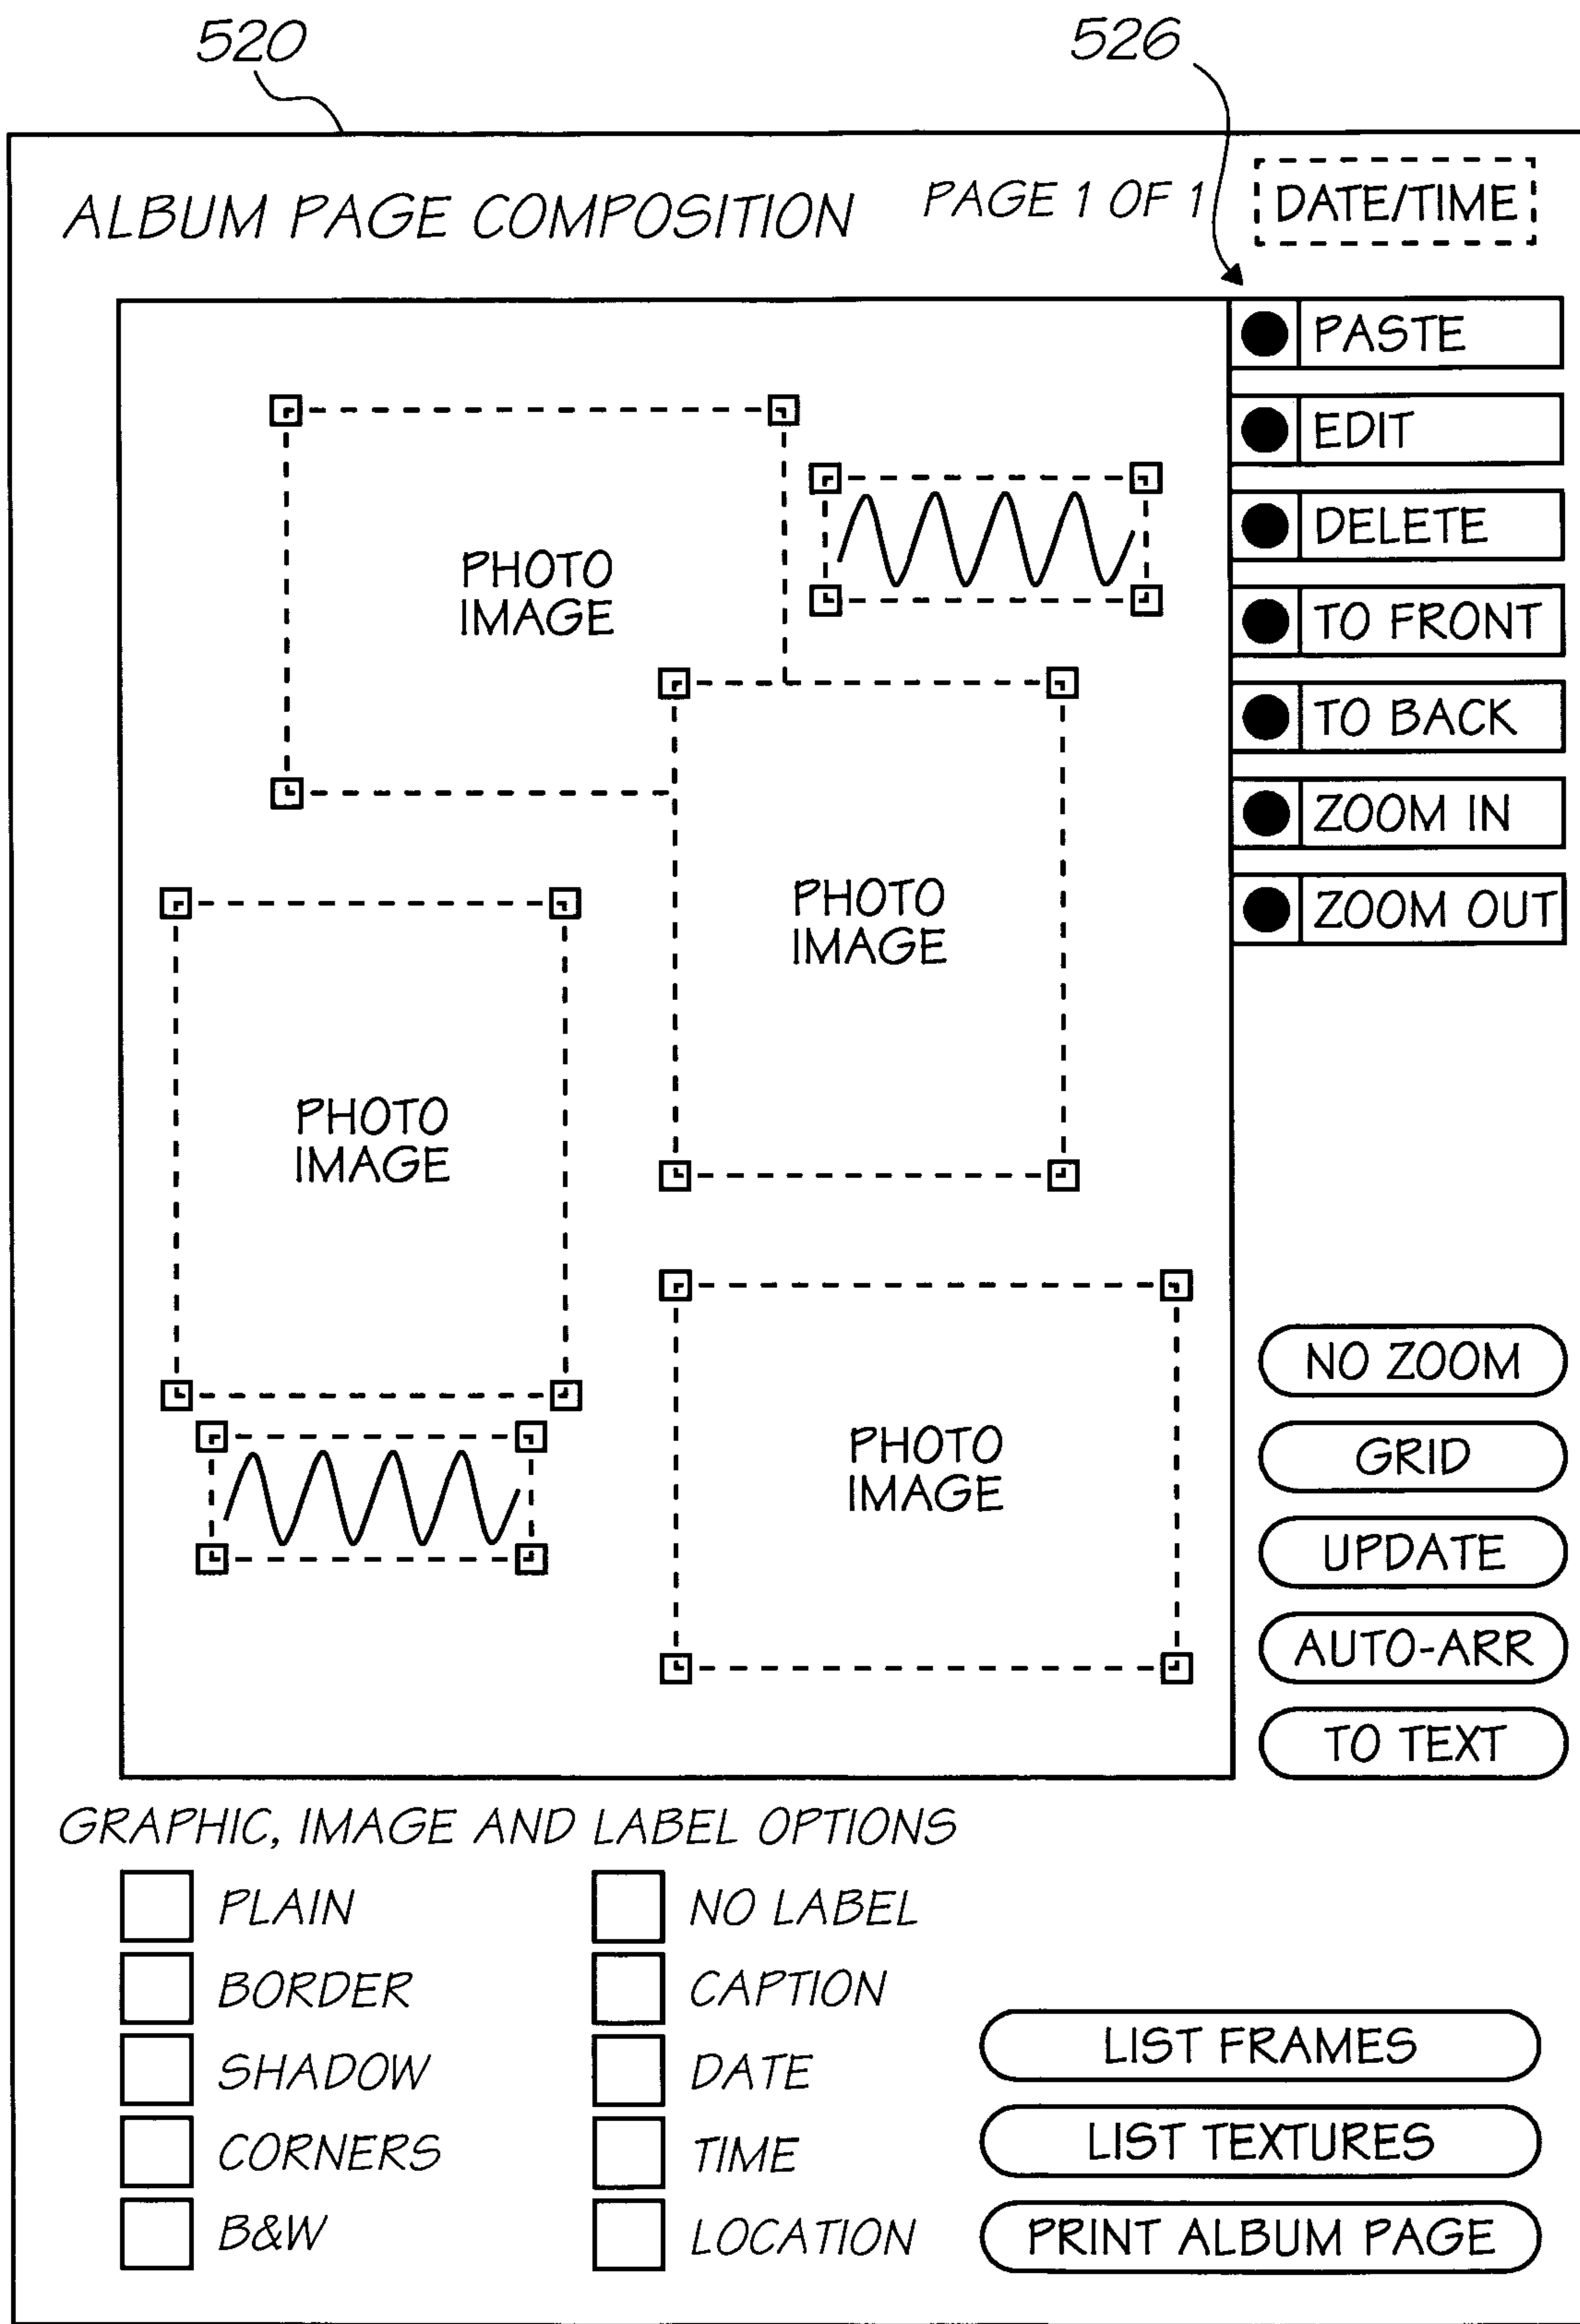 520
526
ALBUM PAGE COMPOSITION
PAGE 1 OF 1
DATE/TIME
PASTE
EDIT
DELETE
TO FRONT
TO BACK
ZOOM IN
ZOOM OUT
PHOTO
IMAGE
PHOTO
IMAGE
PHOTO
IMAGE
PHOTO
IMAGE
NO ZOOM
GRID
UPDATE
AUTO-ARR
TO TEXT
GRAPHIC, IMAGE AND LABEL OPTIONS
PLAIN
BORDER
SHADOW
CORNERS
B&W
NO LABEL
CAPTION
DATE
TIME
LOCATION
LIST FRAMES
LIST TEXTURES
PRINT ALBUM PAGE